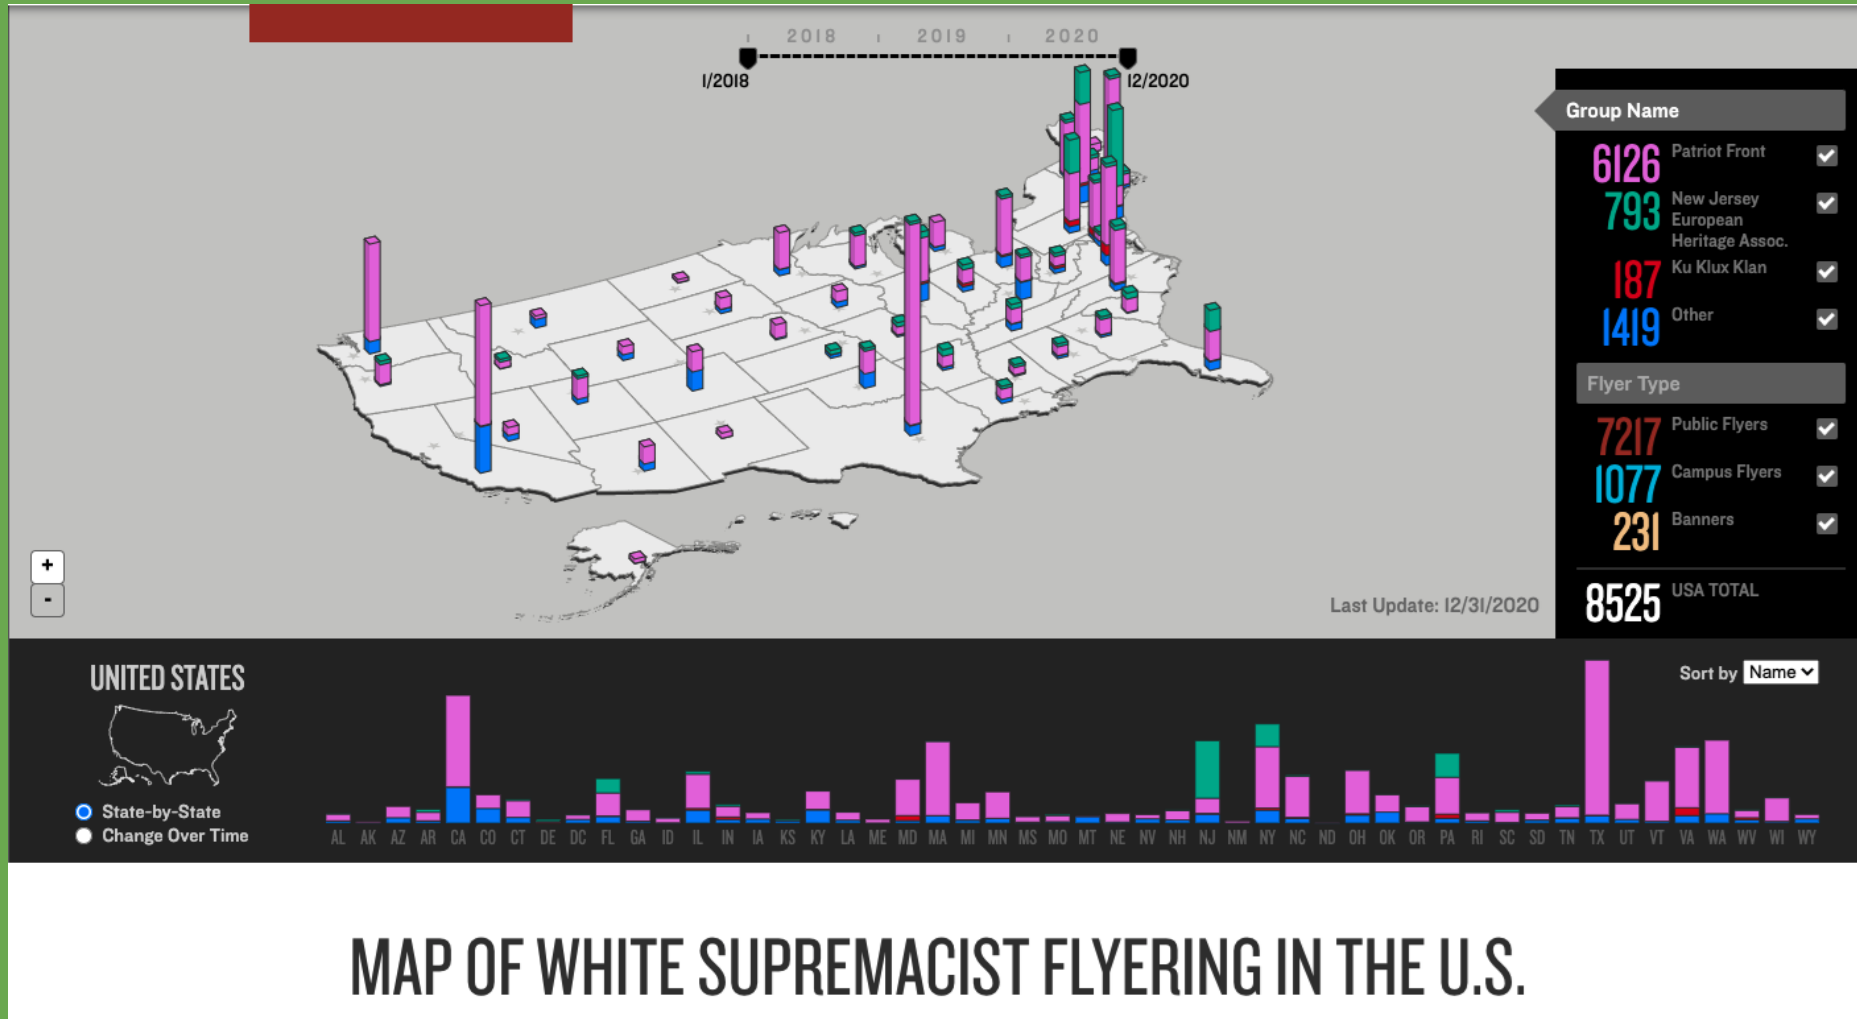 2018
2019
2020
1/2018
12/2020
Group Name
6126 Patriot Front
793 New Jersey
European
Heritage Assoc.
187 Ku Klux Klan
1419 Other
Flyer Type
7217 Public Flyers
1077 Campus Flyers
231 Banners
8525 USA TOTAL
+
-
Last Update: 12/31/2020
UNITED STATES
Sort by Name
State-by-State
Change Over Time
AL AK AZ AR CA CO CT DE DC FL GA ID IL IN IA KS KY LA ME MD MA MI MN MS MO MT NE NV NH NJ NM NY NC ND OH OK OR PA RI SC SD TN TX UT VT VA WA WV WI WY
MAP OF WHITE SUPREMACIST FLYERING IN THE U.S.